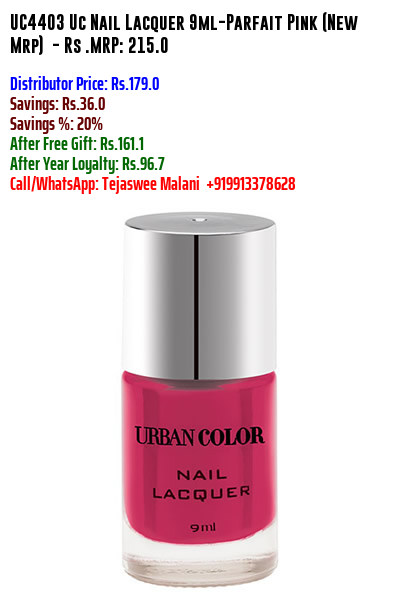 UC4403 Uc Nail Lacquer 9ml-Parfait Pink (New
Mrp) - Rs .MRP: 215.0
Distributor Price: Rs.179.0
Savings: Rs.36.0
Savings %: 20%
After Free Gift: Rs.161.1
After Year Loyalty: Rs.96.7
Call/WhatsApp: Tejaswee Malani +919913378628
URBAN COLOR
NAIL
LACQUER
9ml